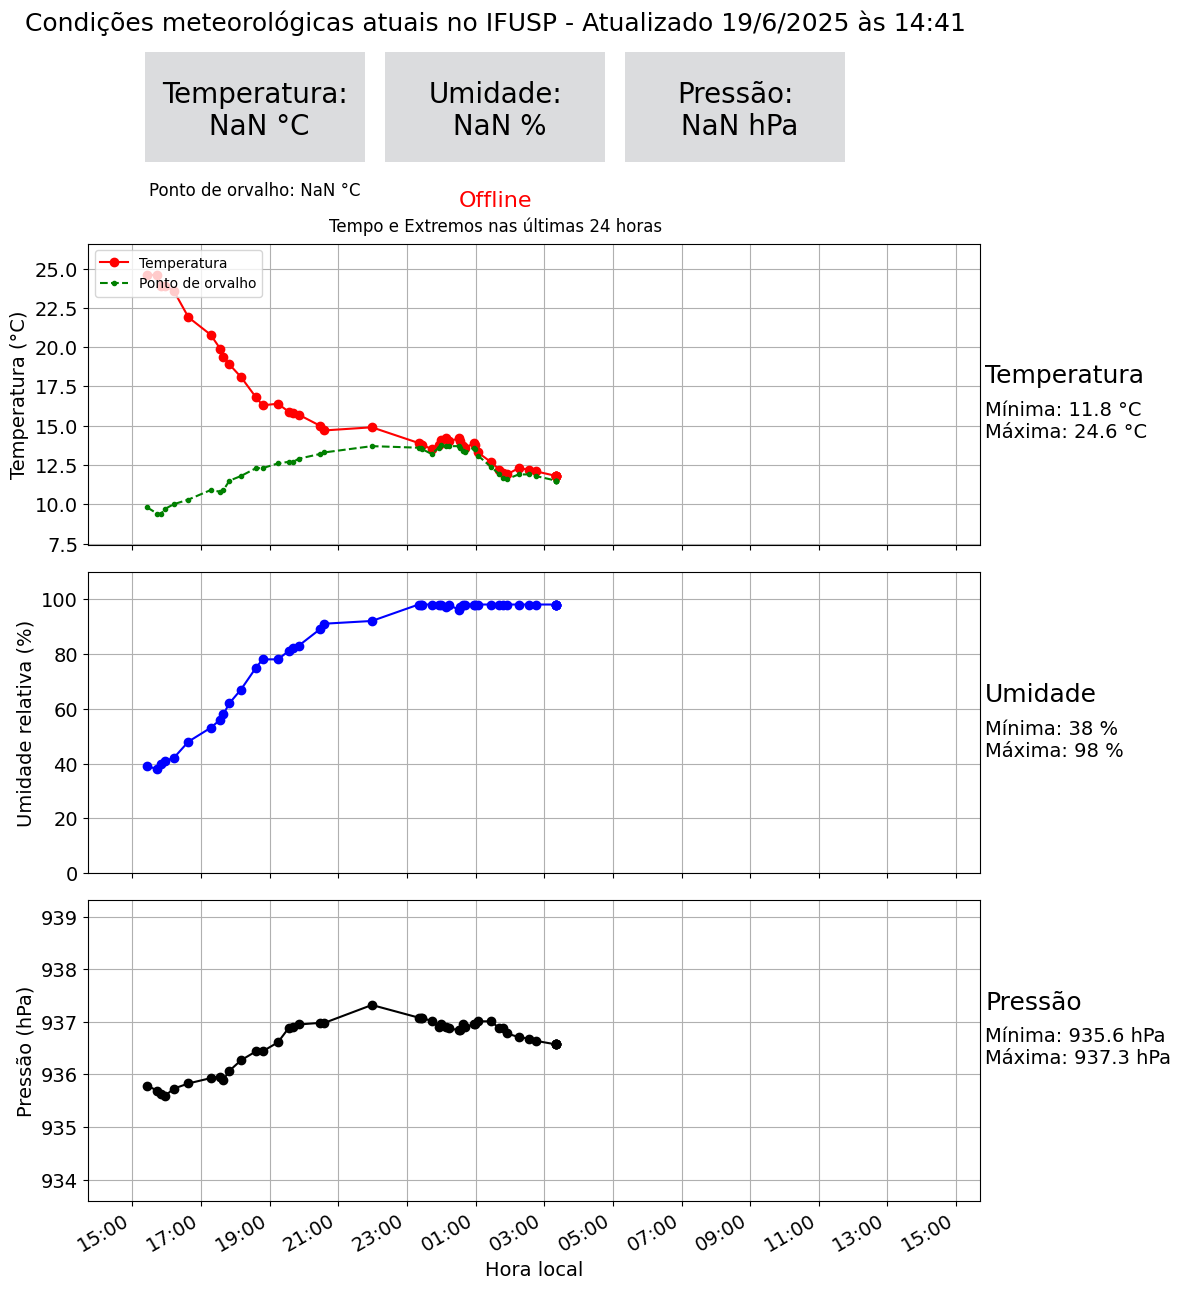 Condições meteorológicas atuais no IFUSP - Atualizado 19/6/2025 às 14:41
Temperatura:
NaN °C
Umidade:
NaN %
Pressão:
NaN hPa
Ponto de orvalho: NaN °C
Offline
Tempo e Extremos nas últimas 24 horas
Temperatura
Ponto de orvalho
Temperatura (°C)
25.0
22.5
20.0
17.5
15.0
12.5
10.0
7.5
Temperatura
Mínima: 11.8 °C
Máxima: 24.6 °C
Umidade relativa (%)
100
80
60
40
20
0
Umidade
Mínima: 38 %
Máxima: 98 %
Pressão (hPa)
939
938
937
936
935
934
Pressão
Mínima: 935.6 hPa
Máxima: 937.3 hPa
15:00 17:00 19:00 21:00 23:00 01:00 03:00 05:00 07:00 09:00 11:00 13:00 15:00
Hora local